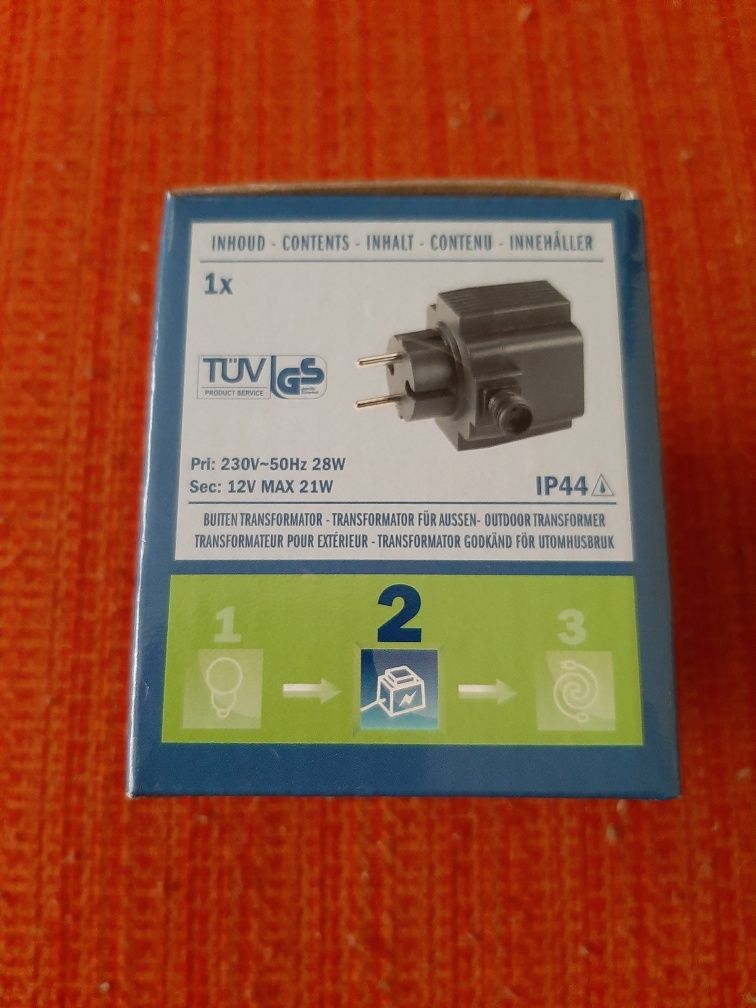 INHOUD - CONTENTS - INHALT - CONTENU - INNEHÅLLER
1x
TÜV
PRODUCT SERVICE
GS
Pri: 230V~50Hz 28W
Sec: 12V MAX 21W
IP44
BUITEN TRANSFORMATOR - TRANSFORMATOR FÜR AUSSEN- OUTDOOR TRANSFORMER
TRANSFORMATEUR POUR EXTÉRIEUR - TRANSFORMATOR GODKÄND FÖR UTOMHUSBRUK
1
2
3